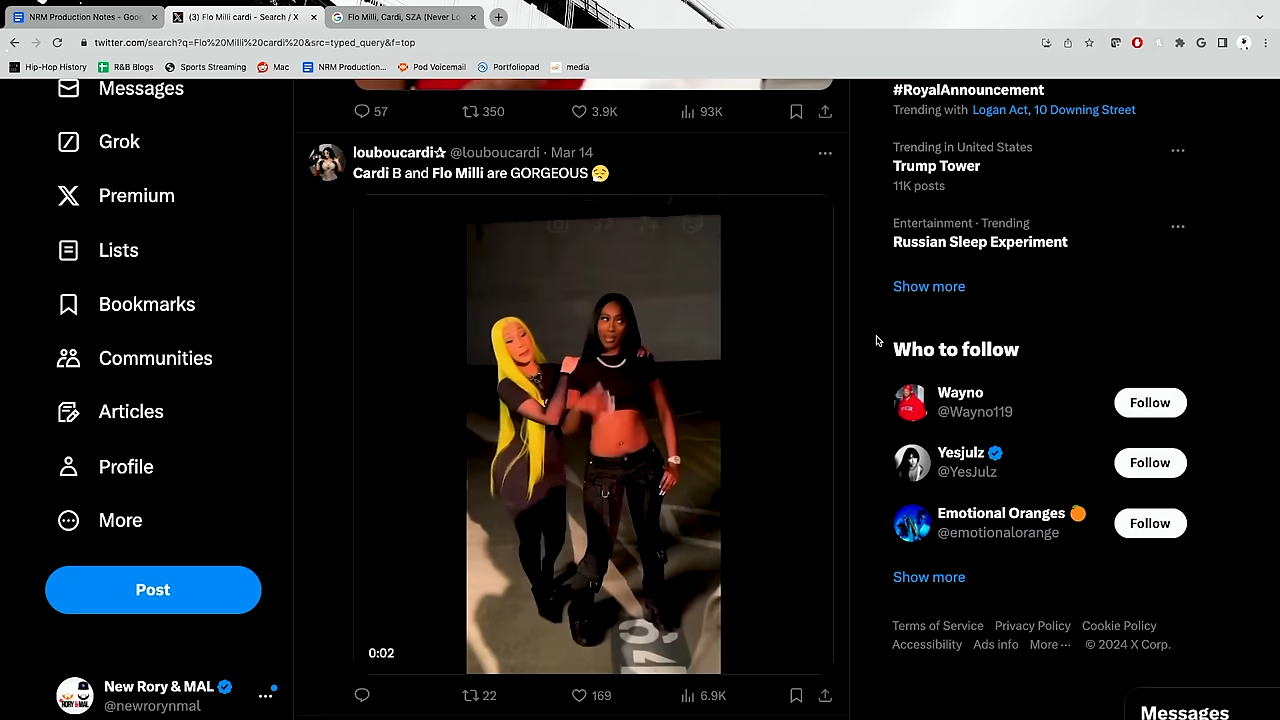 NRM Production Notes - Goo
(3) Flo Milli cardi - Search / X
Flo Milli, Cardi, SZA (Never Lo
twitter.com/search?q=Flo%20Milli%20cardi%20&src=typed_query&f=top
Hip-Hop History
R&B Blogs
Sports Streaming
Mac
NRM Production...
Pod Voicemail
Portfoliopad
media
Messages
Grok
Premium
Lists
Bookmarks
Communities
Articles
Profile
More
Post
New Rory & MAL
@newrorynmal
57 350 3.9K 93K
louboucardi✰ @louboucardi · Mar 14
Cardi B and Flo Milli are GORGEOUS 😮‍💨
0:02
22 169 6.9K
#RoyalAnnouncement
Trending with Logan Act, 10 Downing Street
Trending in United States
Trump Tower
11K posts
Entertainment · Trending
Russian Sleep Experiment
Show more
Who to follow
Wayno
@Wayno119
Follow
Yesjulz
@YesJulz
Follow
Emotional Oranges 🍊
@emotionalorange
Follow
Show more
Terms of Service Privacy Policy Cookie Policy
Accessibility Ads info More ··· © 2024 X Corp.
Messages